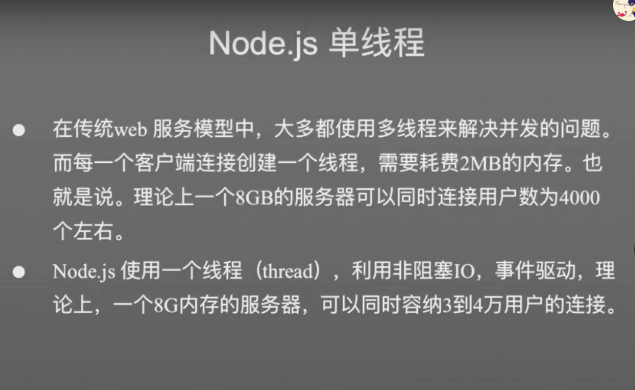 Node.js 单线程
在传统web 服务模型中，大多都使用多线程来解决并发的问题。
而每一个客户端连接创建一个线程，需要耗费2MB的内存。也
就是说。理论上一个8GB的服务器可以同时连接用户数为4000
个左右。
Node.js 使用一个线程（thread），利用非阻塞IO，事件驱动，理
论上，一个8G内存的服务器，可以同时容纳3到4万用户的连接。